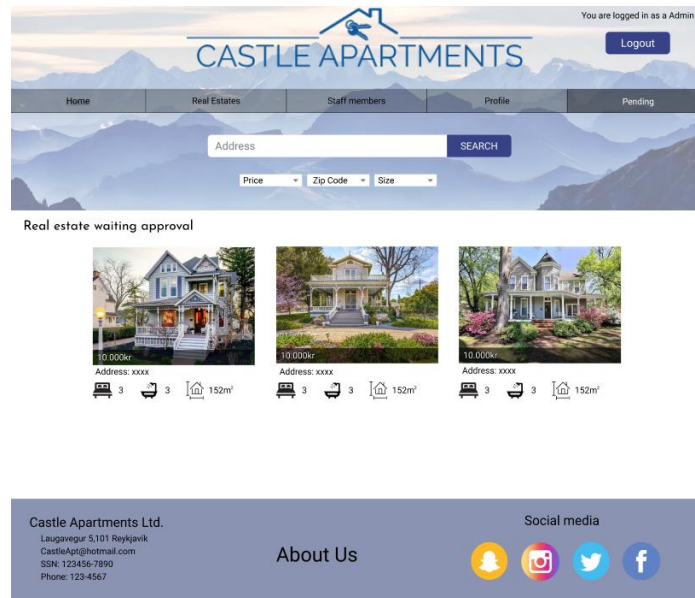 You are logged in as a Admin
CASTLE APARTMENTS
Logout
Home Real Estates Staff members Profile Pending
Address SEARCH
Price Zip Code Size
Real estate waiting approval
10.000kr 10.000kr 10.000kr
Address: xxxx Address: xxxx Address: xxxx
3 3 152m² 3 3 152m² 3 3 152m²
Castle Apartments Ltd.
Laugavegur 5,101 Reykjavik
CastleApt@hotmail.com
SSN: 123456-7890
Phone: 123-4567
About Us
Social media